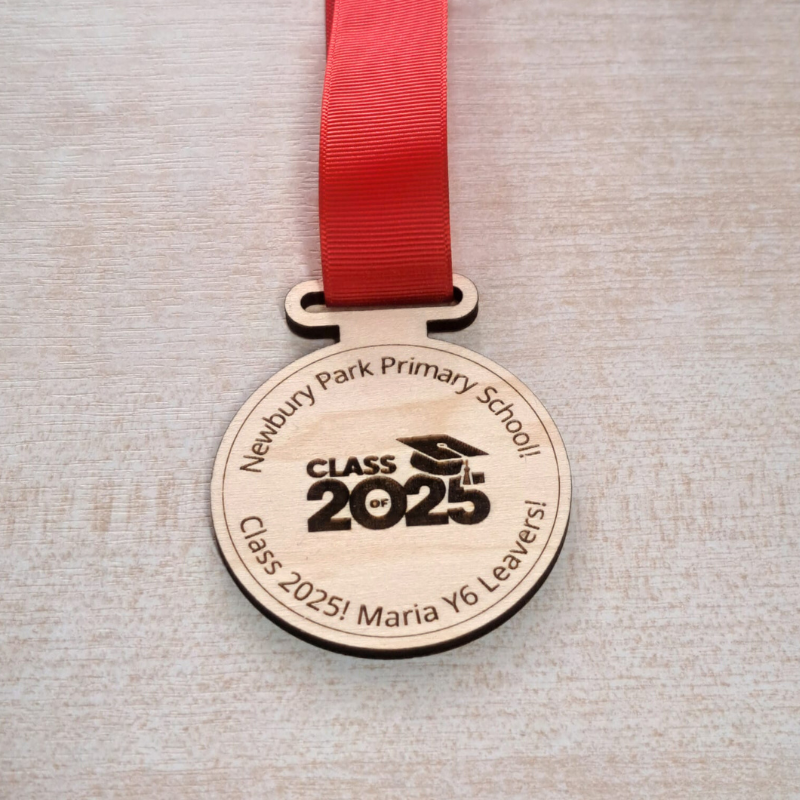 Newbury Park Primary School!
CLASS
OF
2025
Class 2025! Maria Y6 Leavers!